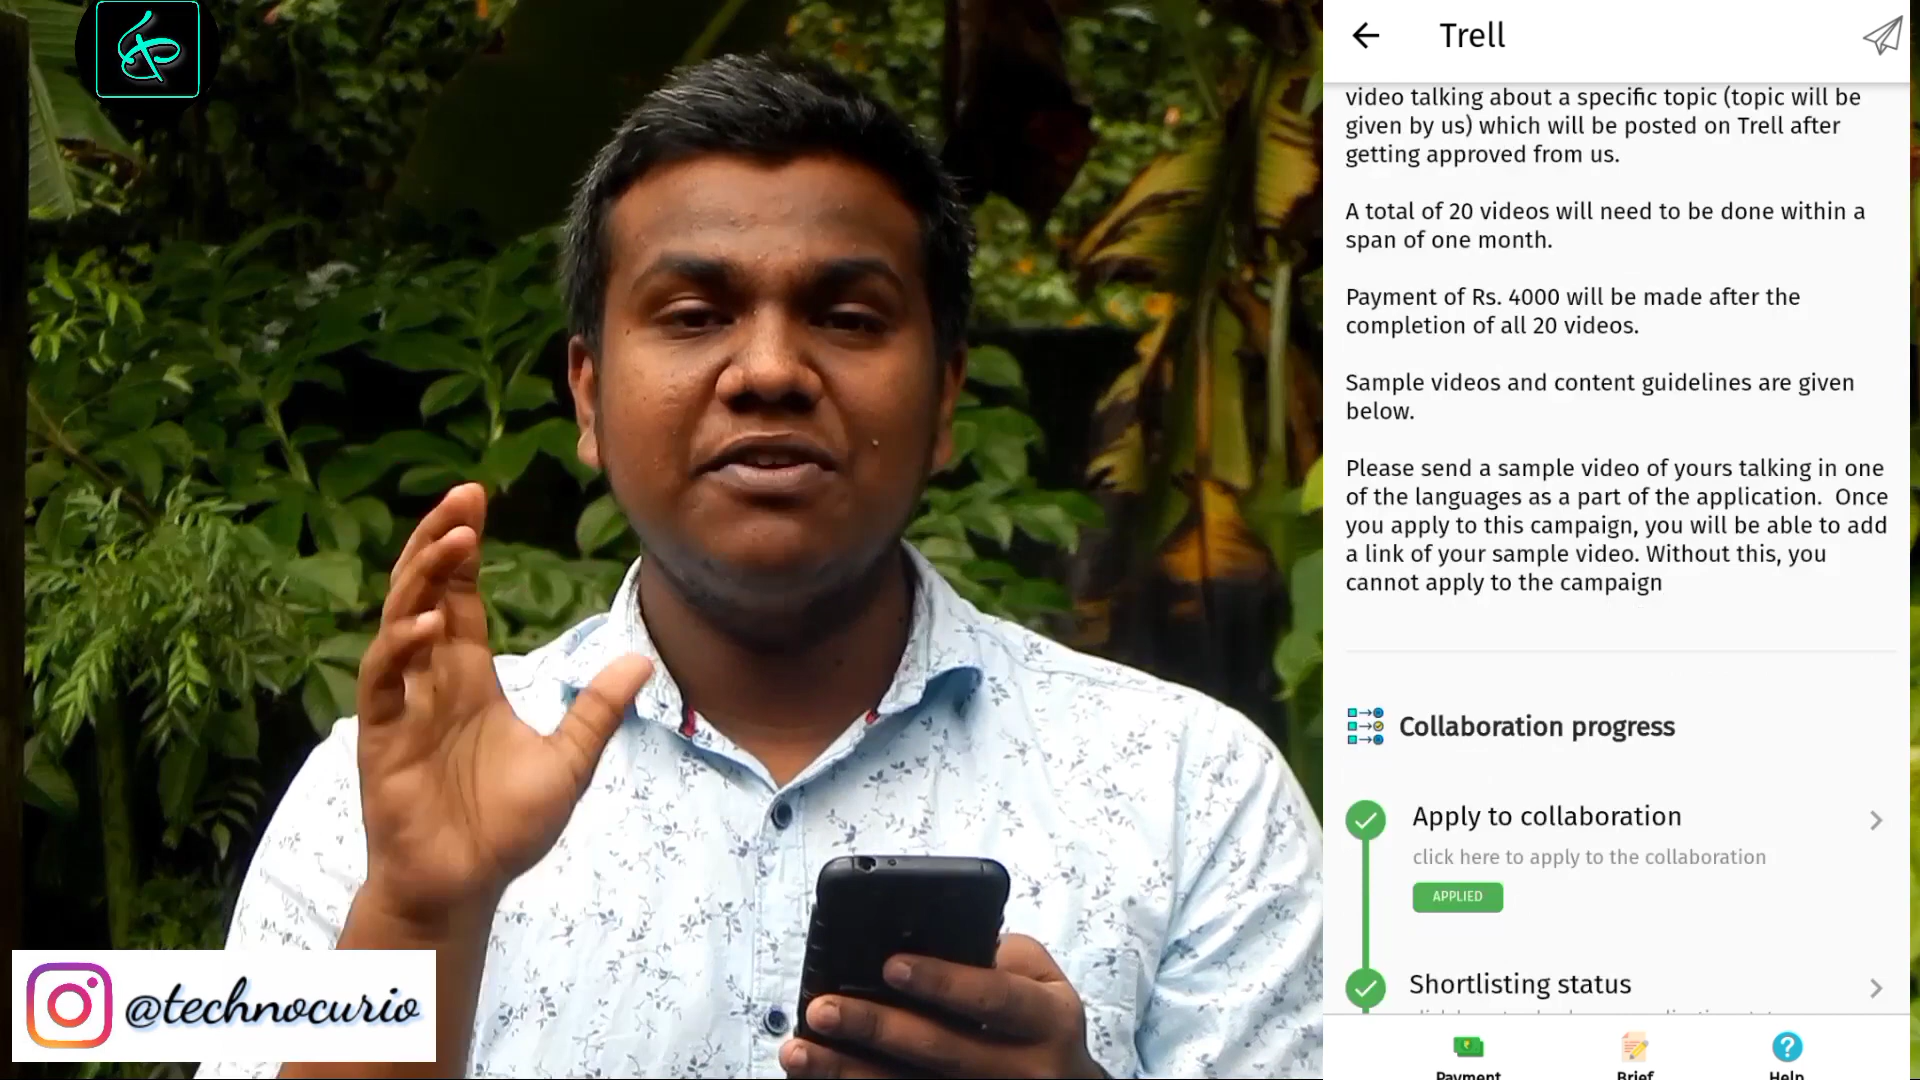 Trell
video talking about a specific topic (topic will be
given by us) which will be posted on Trell after
getting approved from us.
A total of 20 videos will need to be done within a
span of one month.
Payment of Rs. 4000 will be made after the
completion of all 20 videos.
Sample videos and content guidelines are given
below.
Please send a sample video of yours talking in one
of the languages as a part of the application. Once
you apply to this campaign, you will be able to add
a link of your sample video. Without this, you
cannot apply to the campaign
Collaboration progress
Apply to collaboration
click here to apply to the collaboration
APPLIED
Shortlisting status
Payment
Brief
Help
@technocurio